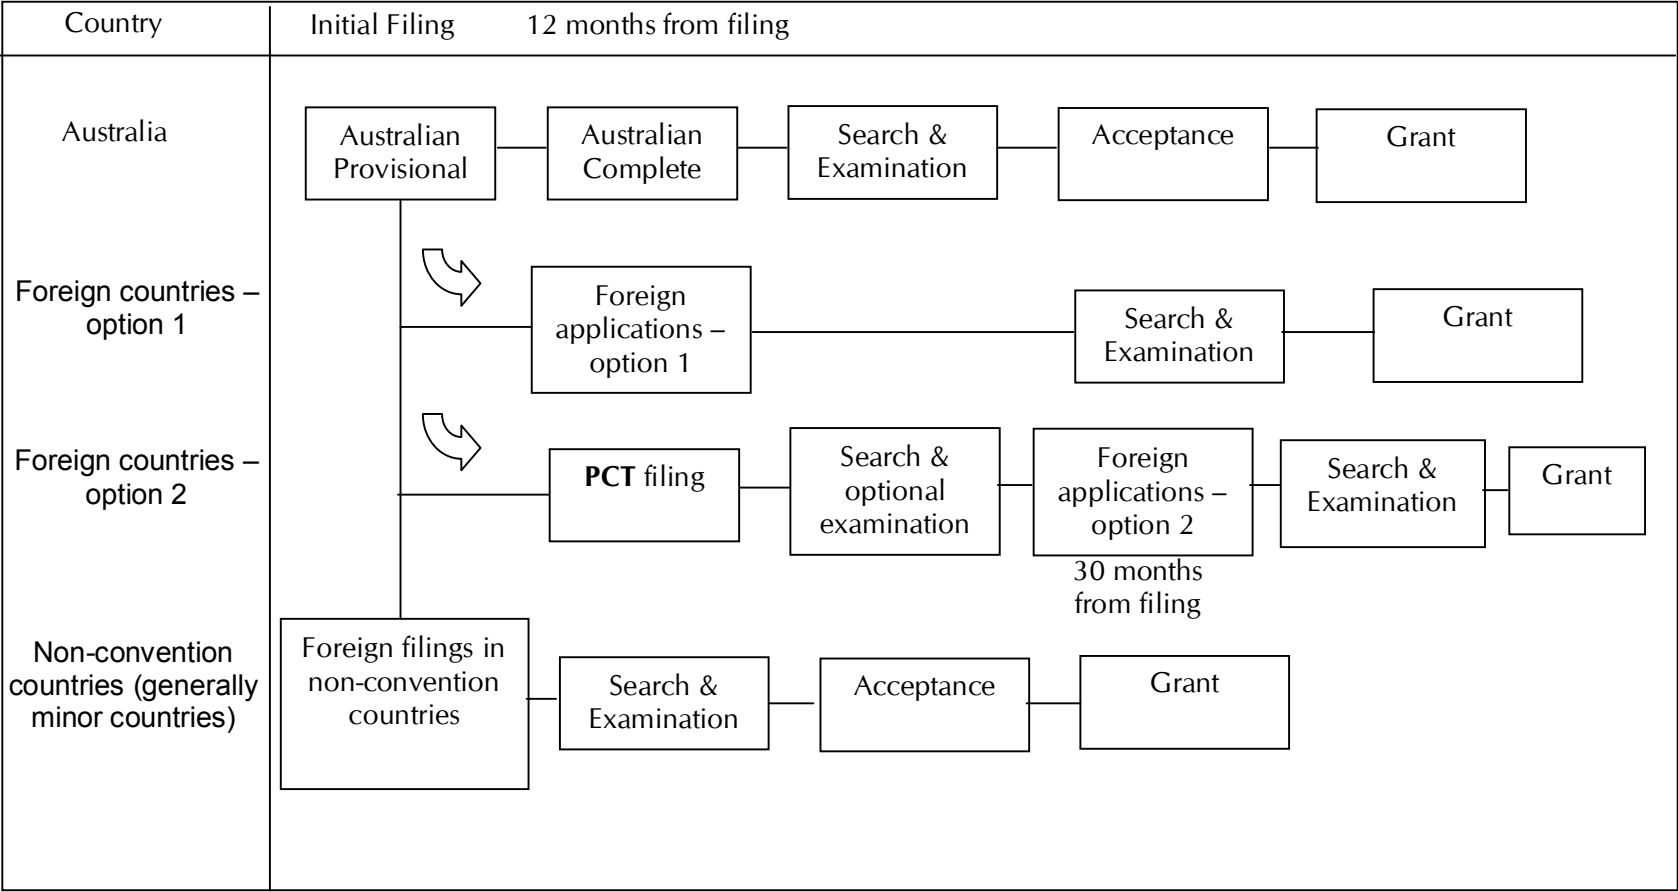 Country
Initial Filing
12 months from filing
Australia
Australian
Provisional
Australian
Complete
Search &
Examination
Acceptance
Grant
Foreign countries –
option 1
Foreign
applications –
option 1
Search &
Examination
Grant
Foreign countries –
option 2
PCT filing
Search &
optional
examination
Foreign
applications –
option 2
30 months
from filing
Search &
Examination
Grant
Non-convention
countries (generally
minor countries)
Foreign filings in
non-convention
countries
Search &
Examination
Acceptance
Grant